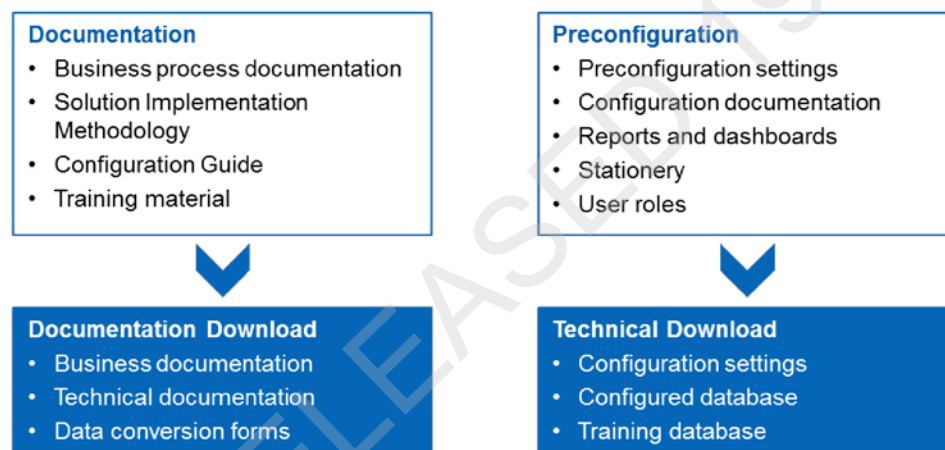 Documentation
• Business process documentation
• Solution Implementation
Methodology
• Configuration Guide
• Training material
Preconfiguration
• Preconfiguration settings
• Configuration documentation
• Reports and dashboards
• Stationery
• User roles
Documentation Download
• Business documentation
• Technical documentation
• Data conversion forms
Technical Download
• Configuration settings
• Configured database
• Training database